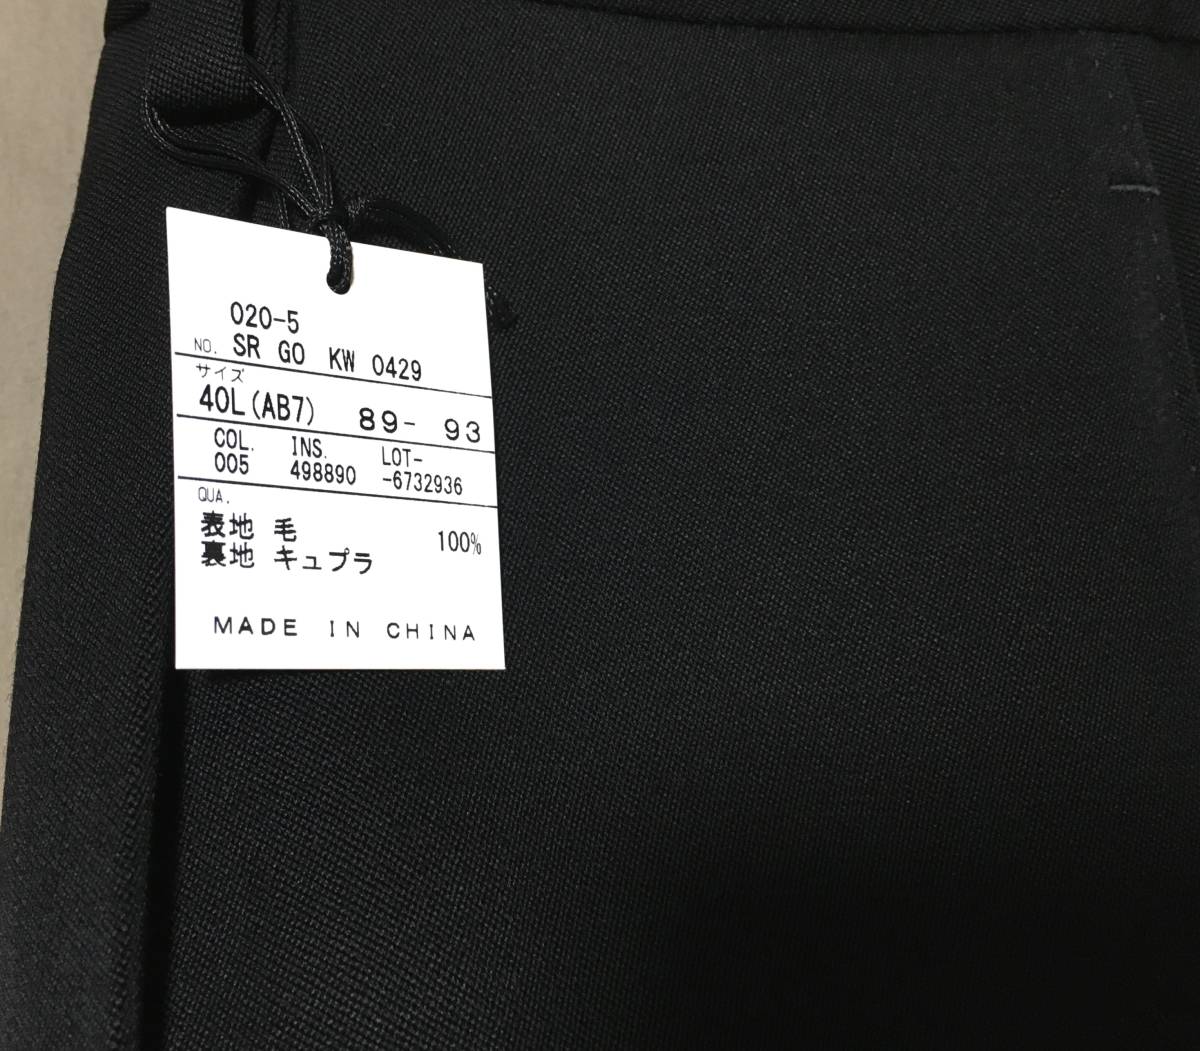 020-5
NO. SR GO KW 0429
サイズ
40L(AB7) 89- 93
COL. INS. LOT-
005 498890 -6732936
QUA.
表地 毛 100%
裏地 キュプラ
MADE IN CHINA